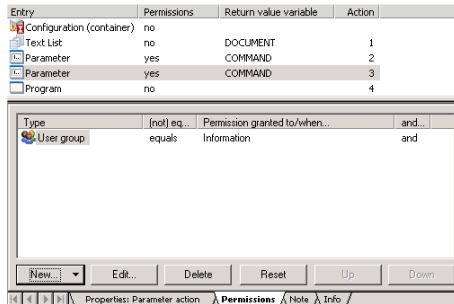 Entry Permissions Return value variable Action
Configuration (container) no
Text List no DOCUMENT 1
Parameter yes COMMAND 2
Parameter yes COMMAND 3
Program no 4
Type (not) eq... Permission granted to/when... and...
User group equals Information and
New... Edit... Delete Reset Up Down
Properties: Parameter action Permissions Note Info